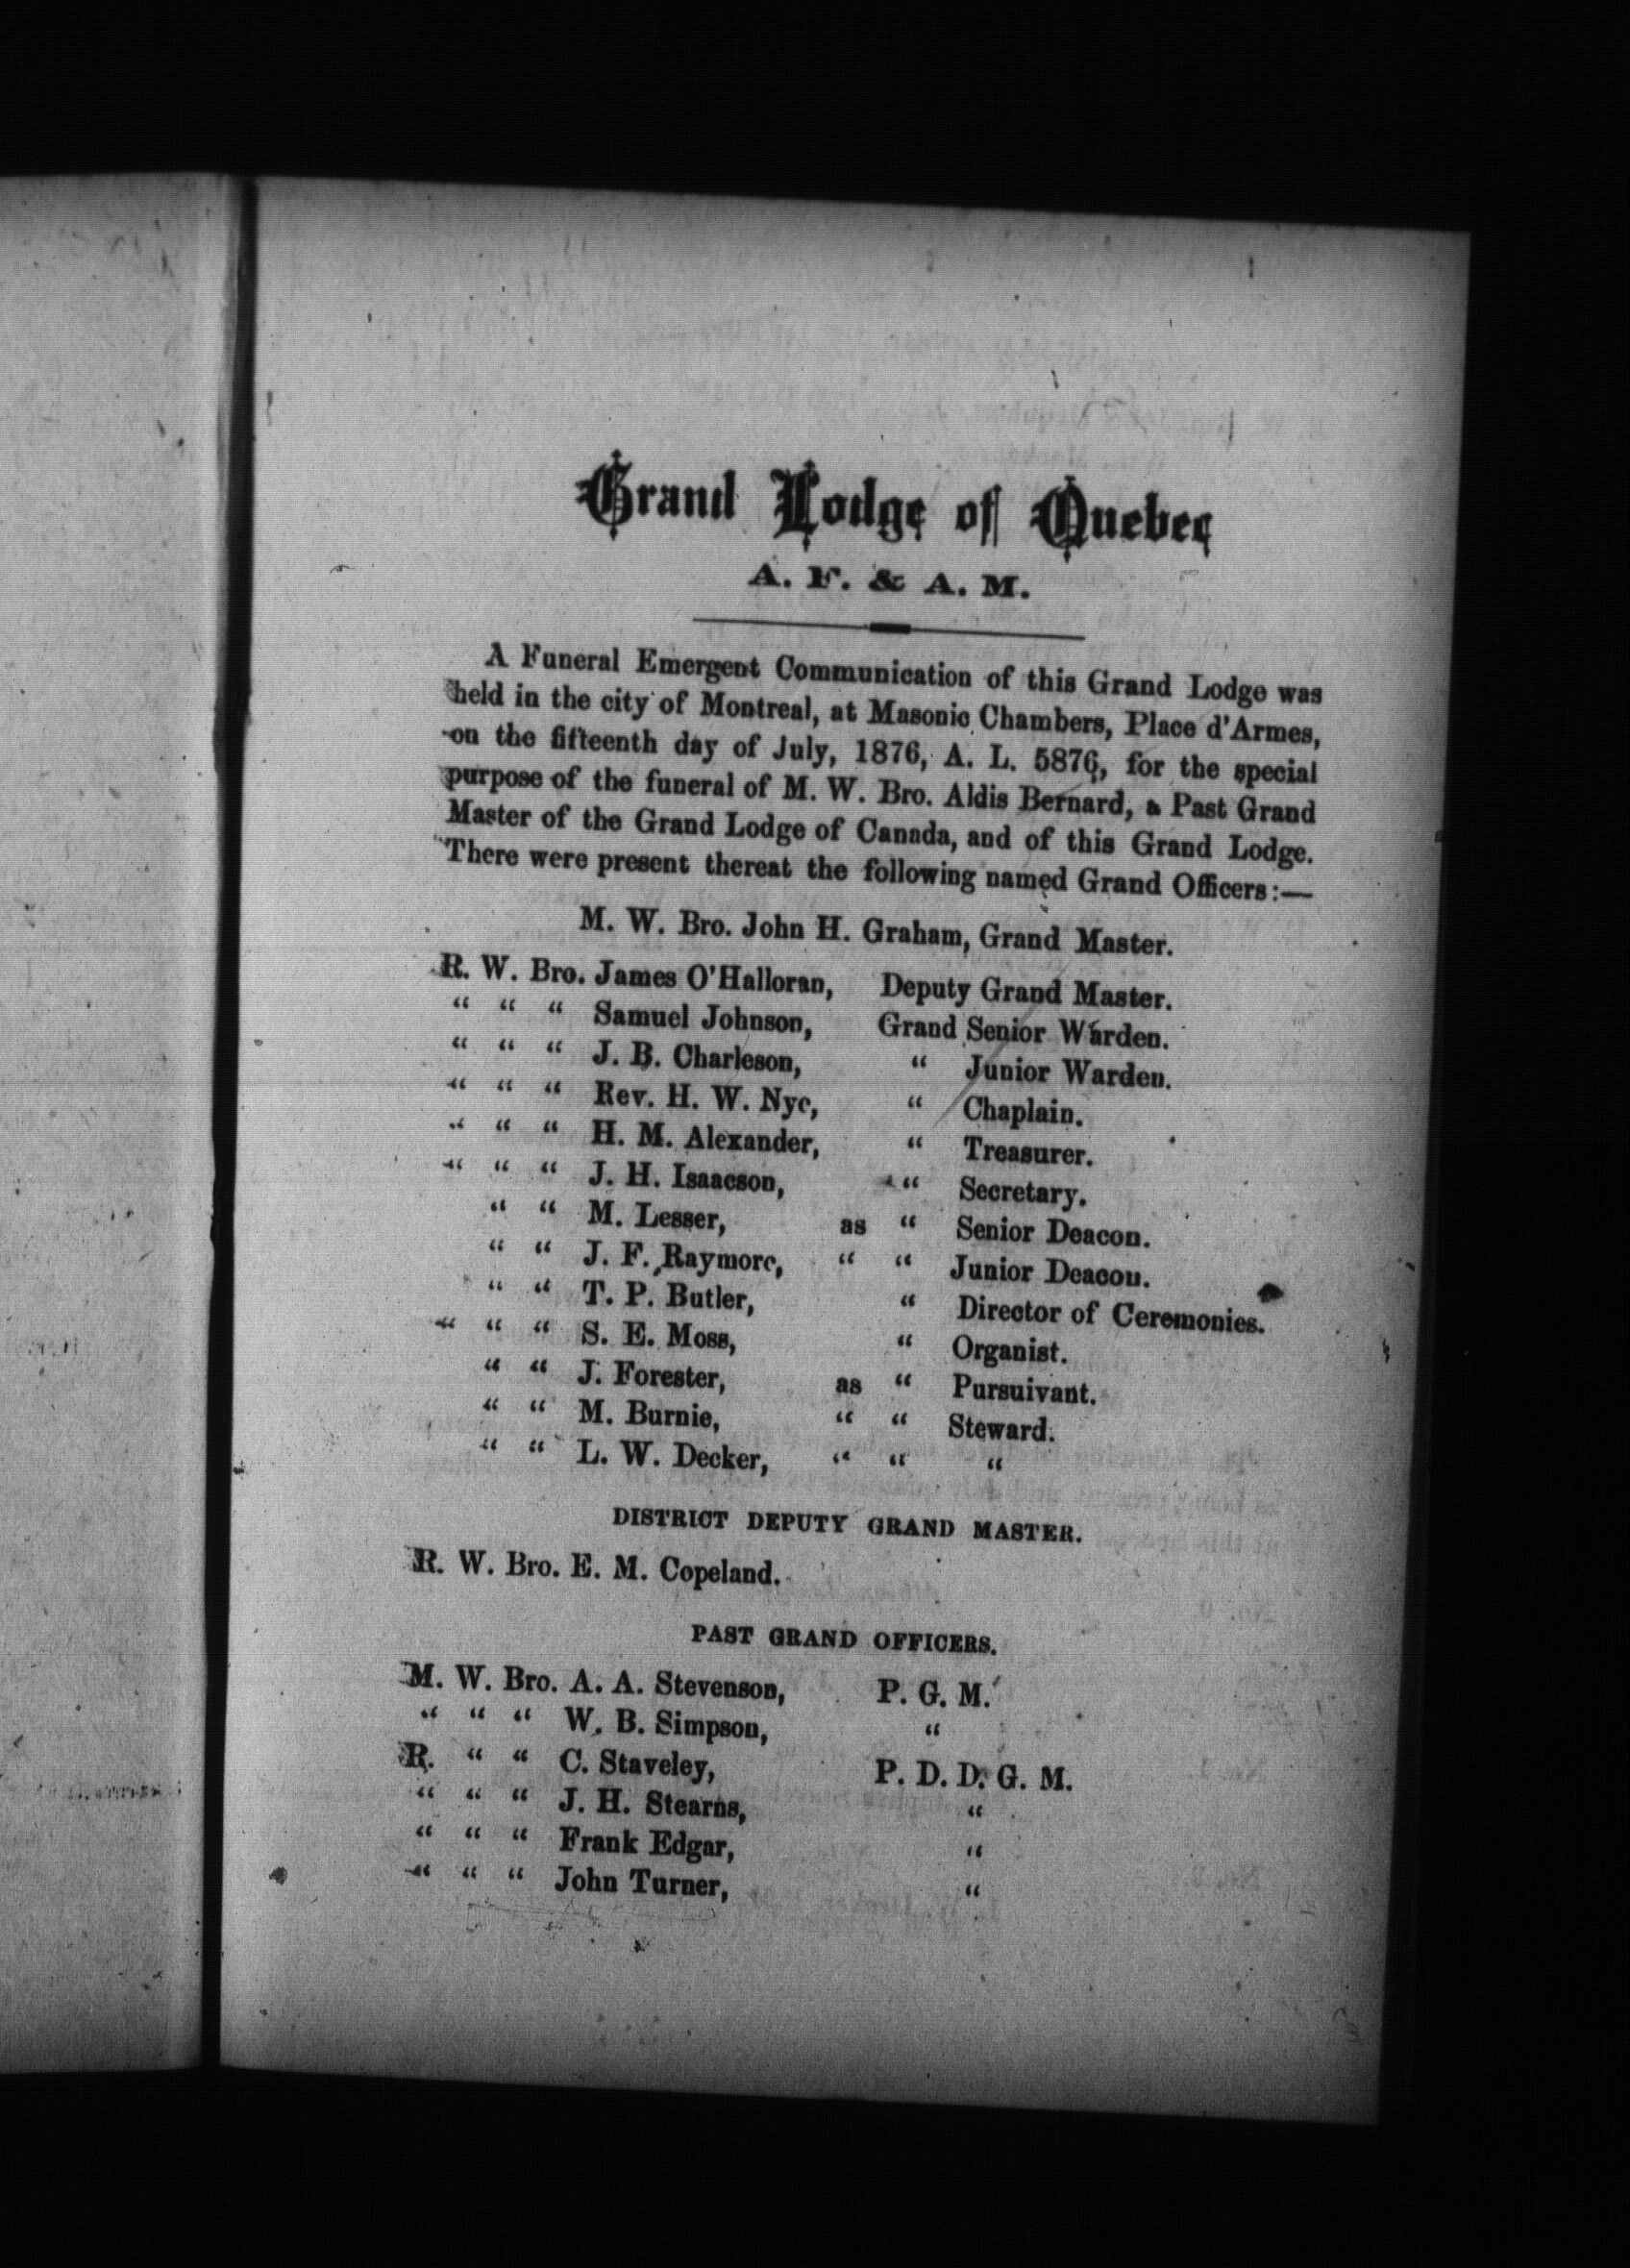 Grand Lodge of Quebec
A. F. & A. M.
A Funeral Emergent Communication of this Grand Lodge was
held in the city of Montreal, at Masonic Chambers, Place d'Armes,
on the fifteenth day of July, 1876, A. L. 5876, for the special
purpose of the funeral of M. W. Bro. Aldis Bernard, a Past Grand
Master of the Grand Lodge of Canada, and of this Grand Lodge.
There were present thereat the following named Grand Officers:—
M. W. Bro. John H. Graham, Grand Master.
R. W. Bro. James O'Halloran, Deputy Grand Master.
“ “ “ Samuel Johnson, Grand Senior Warden.
“ “ “ J. B. Charleson, “ Junior Warden.
“ “ “ Rev. H. W. Nye, “ Chaplain.
“ “ “ H. M. Alexander, “ Treasurer.
“ “ “ J. H. Isaacson, “ Secretary.
“ “ M. Lesser, as “ Senior Deacon.
“ “ J. F. Raymore, “ “ Junior Deacon.
“ “ T. P. Butler, “ Director of Ceremonies.
“ “ “ S. E. Moss, “ Organist.
“ “ J. Forester, as “ Pursuivant.
“ “ M. Burnie, “ “ Steward.
“ “ L. W. Decker, “ “ “
DISTRICT DEPUTY GRAND MASTER.
R. W. Bro. E. M. Copeland.
PAST GRAND OFFICERS.
M. W. Bro. A. A. Stevenson, P. G. M.
“ “ “ W. B. Simpson, “
R. “ “ C. Staveley, P. D. D. G. M.
“ “ “ J. H. Stearns, “
“ “ “ Frank Edgar, “
“ “ “ John Turner, “